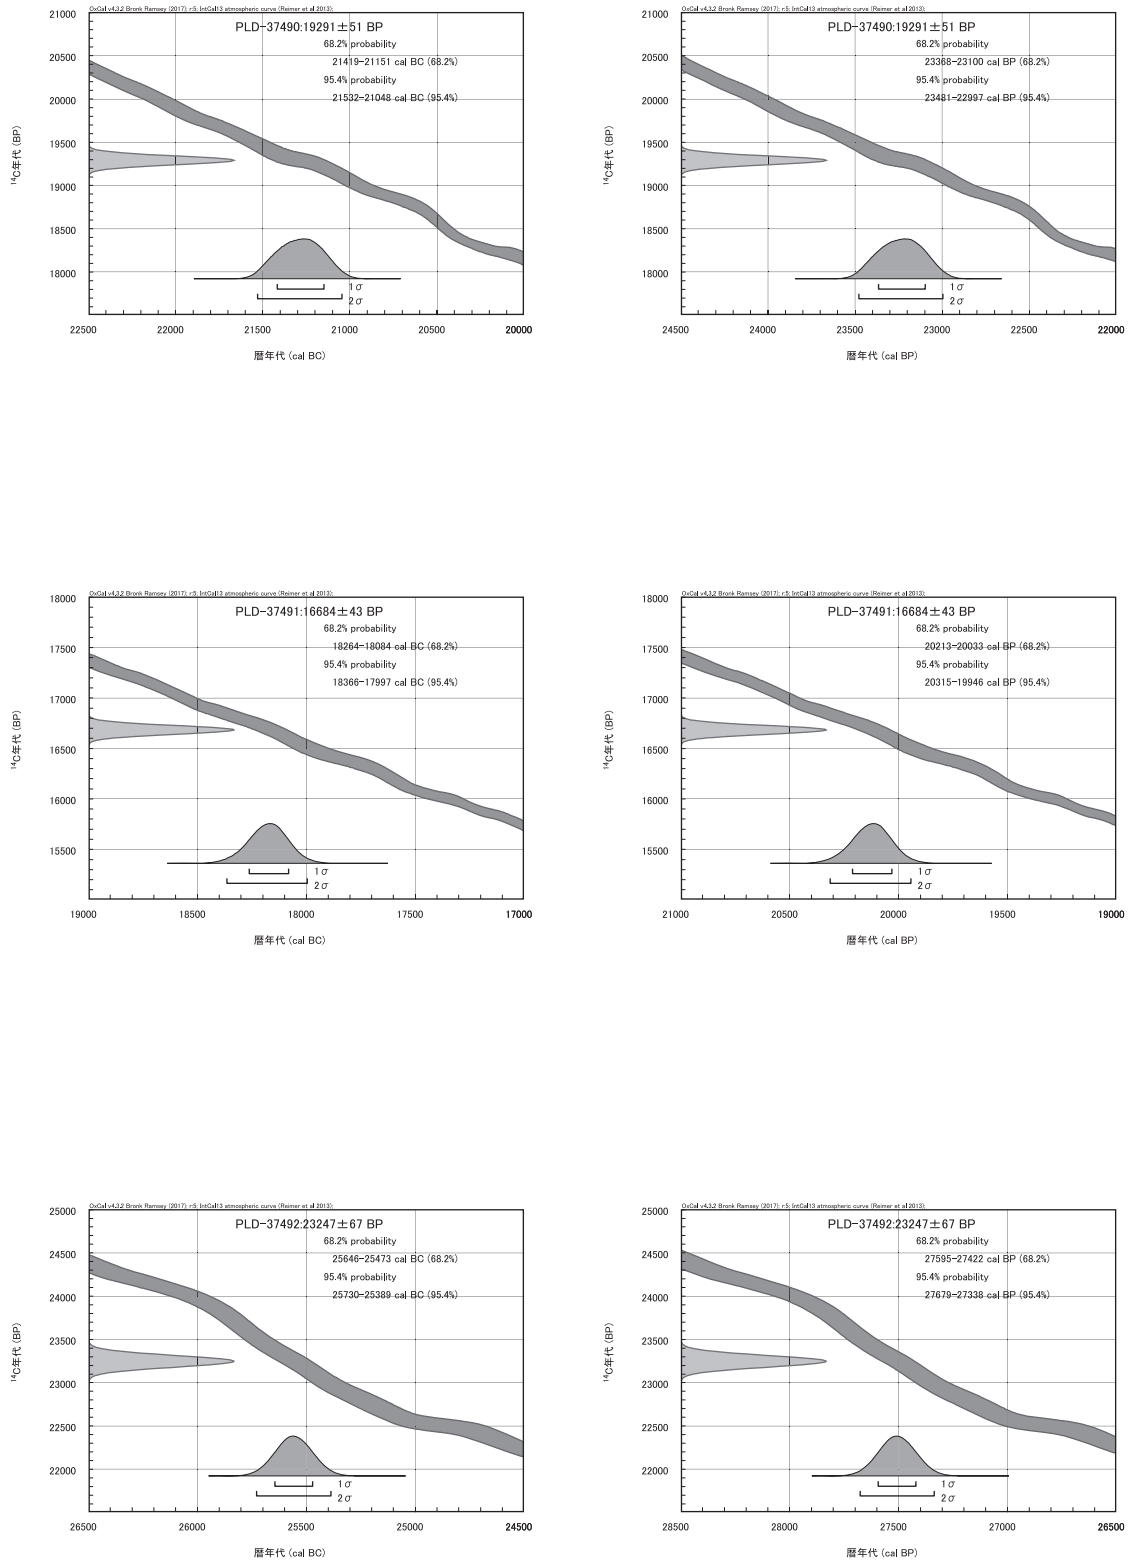 OxCal v4.3.2 Bronk Ramsey (2017); r:5; IntCal13 atmospheric curve (Reimer et al 2013);
PLD-37490:19291±51 BP
68.2% probability
21419-21151 cal BC (68.2%)
95.4% probability
21532-21048 cal BC (95.4%)
21000
20500
20000
19500
19000
18500
18000
14C年代 (BP)
1σ
2σ
22500 22000 21500 21000 20500 20000
暦年代 (cal BC)
OxCal v4.3.2 Bronk Ramsey (2017); r:5; IntCal13 atmospheric curve (Reimer et al 2013);
PLD-37490:19291±51 BP
68.2% probability
23368-23100 cal BP (68.2%)
95.4% probability
23481-22997 cal BP (95.4%)
21000
20500
20000
19500
19000
18500
18000
14C年代 (BP)
1σ
2σ
24500 24000 23500 23000 22500 22000
暦年代 (cal BP)
OxCal v4.3.2 Bronk Ramsey (2017); r:5; IntCal13 atmospheric curve (Reimer et al 2013);
PLD-37491:16684±43 BP
68.2% probability
18264-18084 cal BC (68.2%)
95.4% probability
18366-17997 cal BC (95.4%)
18000
17500
17000
16500
16000
15500
14C年代 (BP)
1σ
2σ
19000 18500 18000 17500 17000
暦年代 (cal BC)
OxCal v4.3.2 Bronk Ramsey (2017); r:5; IntCal13 atmospheric curve (Reimer et al 2013);
PLD-37491:16684±43 BP
68.2% probability
20213-20033 cal BP (68.2%)
95.4% probability
20315-19946 cal BP (95.4%)
18000
17500
17000
16500
16000
15500
14C年代 (BP)
1σ
2σ
21000 20500 20000 19500 19000
暦年代 (cal BP)
OxCal v4.3.2 Bronk Ramsey (2017); r:5; IntCal13 atmospheric curve (Reimer et al 2013);
PLD-37492:23247±67 BP
68.2% probability
25646-25473 cal BC (68.2%)
95.4% probability
25730-25389 cal BC (95.4%)
25000
24500
24000
23500
23000
22500
22000
14C年代 (BP)
1σ
2σ
26500 26000 25500 25000 24500
暦年代 (cal BC)
OxCal v4.3.2 Bronk Ramsey (2017); r:5; IntCal13 atmospheric curve (Reimer et al 2013);
PLD-37492:23247±67 BP
68.2% probability
27595-27422 cal BP (68.2%)
95.4% probability
27679-27338 cal BP (95.4%)
25000
24500
24000
23500
23000
22500
22000
14C年代 (BP)
1σ
2σ
28500 28000 27500 27000 26500
暦年代 (cal BP)